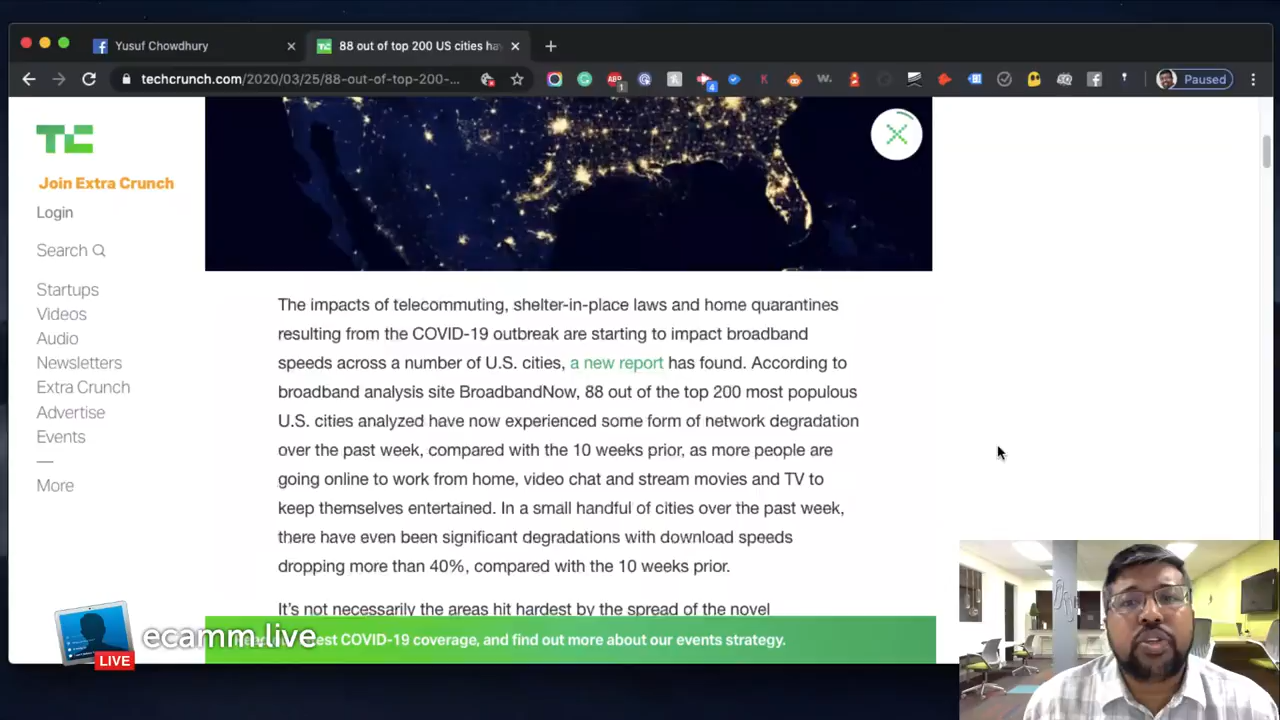 Yusuf Chowdhury
88 out of top 200 US cities hav
techcrunch.com/2020/03/25/88-out-of-top-200-...
ABP
1
4
K
w.
Paused
TC
Join Extra Crunch
Login
Search
Startups
Videos
Audio
Newsletters
Extra Crunch
Advertise
Events
—
More
The impacts of telecommuting, shelter-in-place laws and home quarantines
resulting from the COVID-19 outbreak are starting to impact broadband
speeds across a number of U.S. cities, a new report has found. According to
broadband analysis site BroadbandNow, 88 out of the top 200 most populous
U.S. cities analyzed have now experienced some form of network degradation
over the past week, compared with the 10 weeks prior, as more people are
going online to work from home, video chat and stream movies and TV to
keep themselves entertained. In a small handful of cities over the past week,
there have even been significant degradations with download speeds
dropping more than 40%, compared with the 10 weeks prior.
It's not necessarily the areas hit hardest by the spread of the novel
est COVID-19 coverage, and find out more about our events strategy.
ecamm.live
LIVE